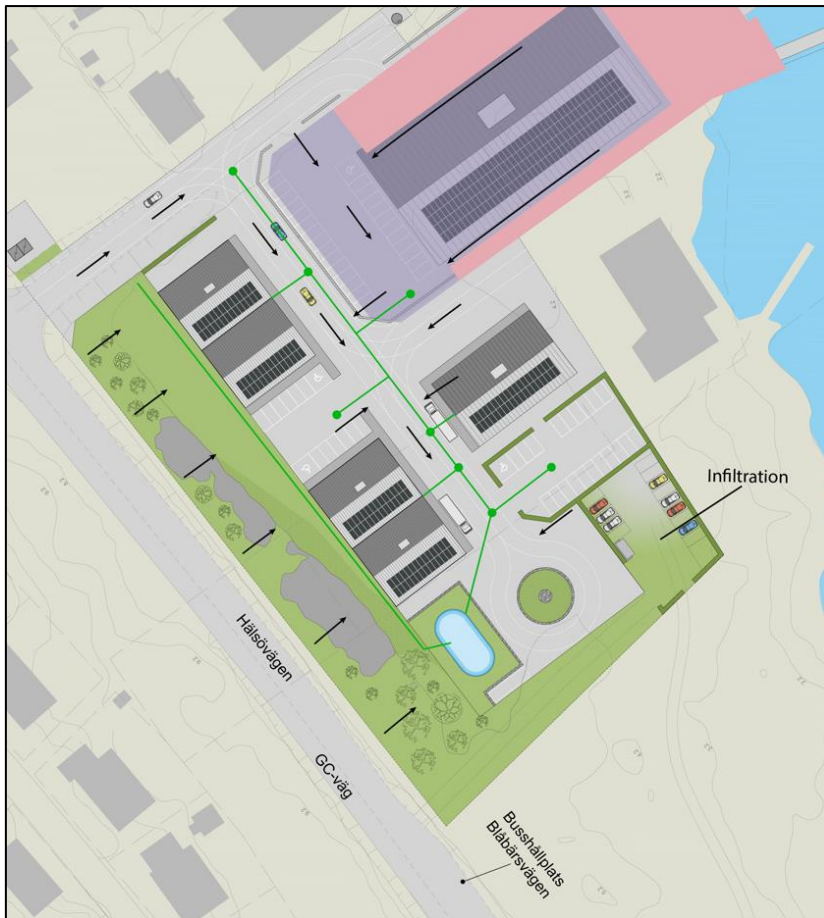 Infiltration
Hälsövägen
GC-väg
Busshållplats
Blåbärsvägen